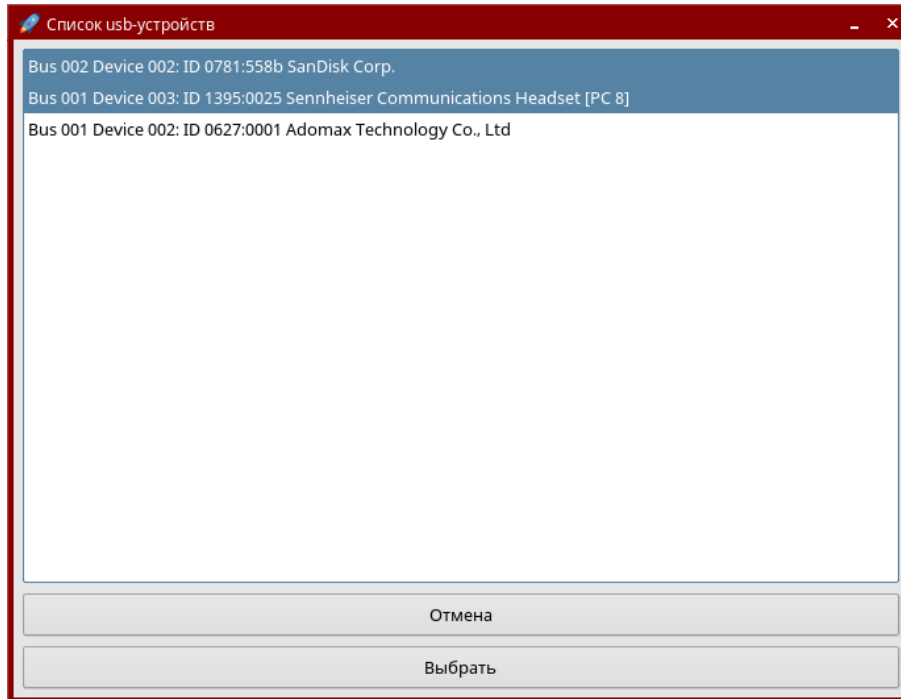 Список usb-устройств
Bus 002 Device 002: ID 0781:558b SanDisk Corp.
Bus 001 Device 003: ID 1395:0025 Sennheiser Communications Headset [PC 8]
Bus 001 Device 002: ID 0627:0001 Adomax Technology Co., Ltd
Отмена
Выбрать